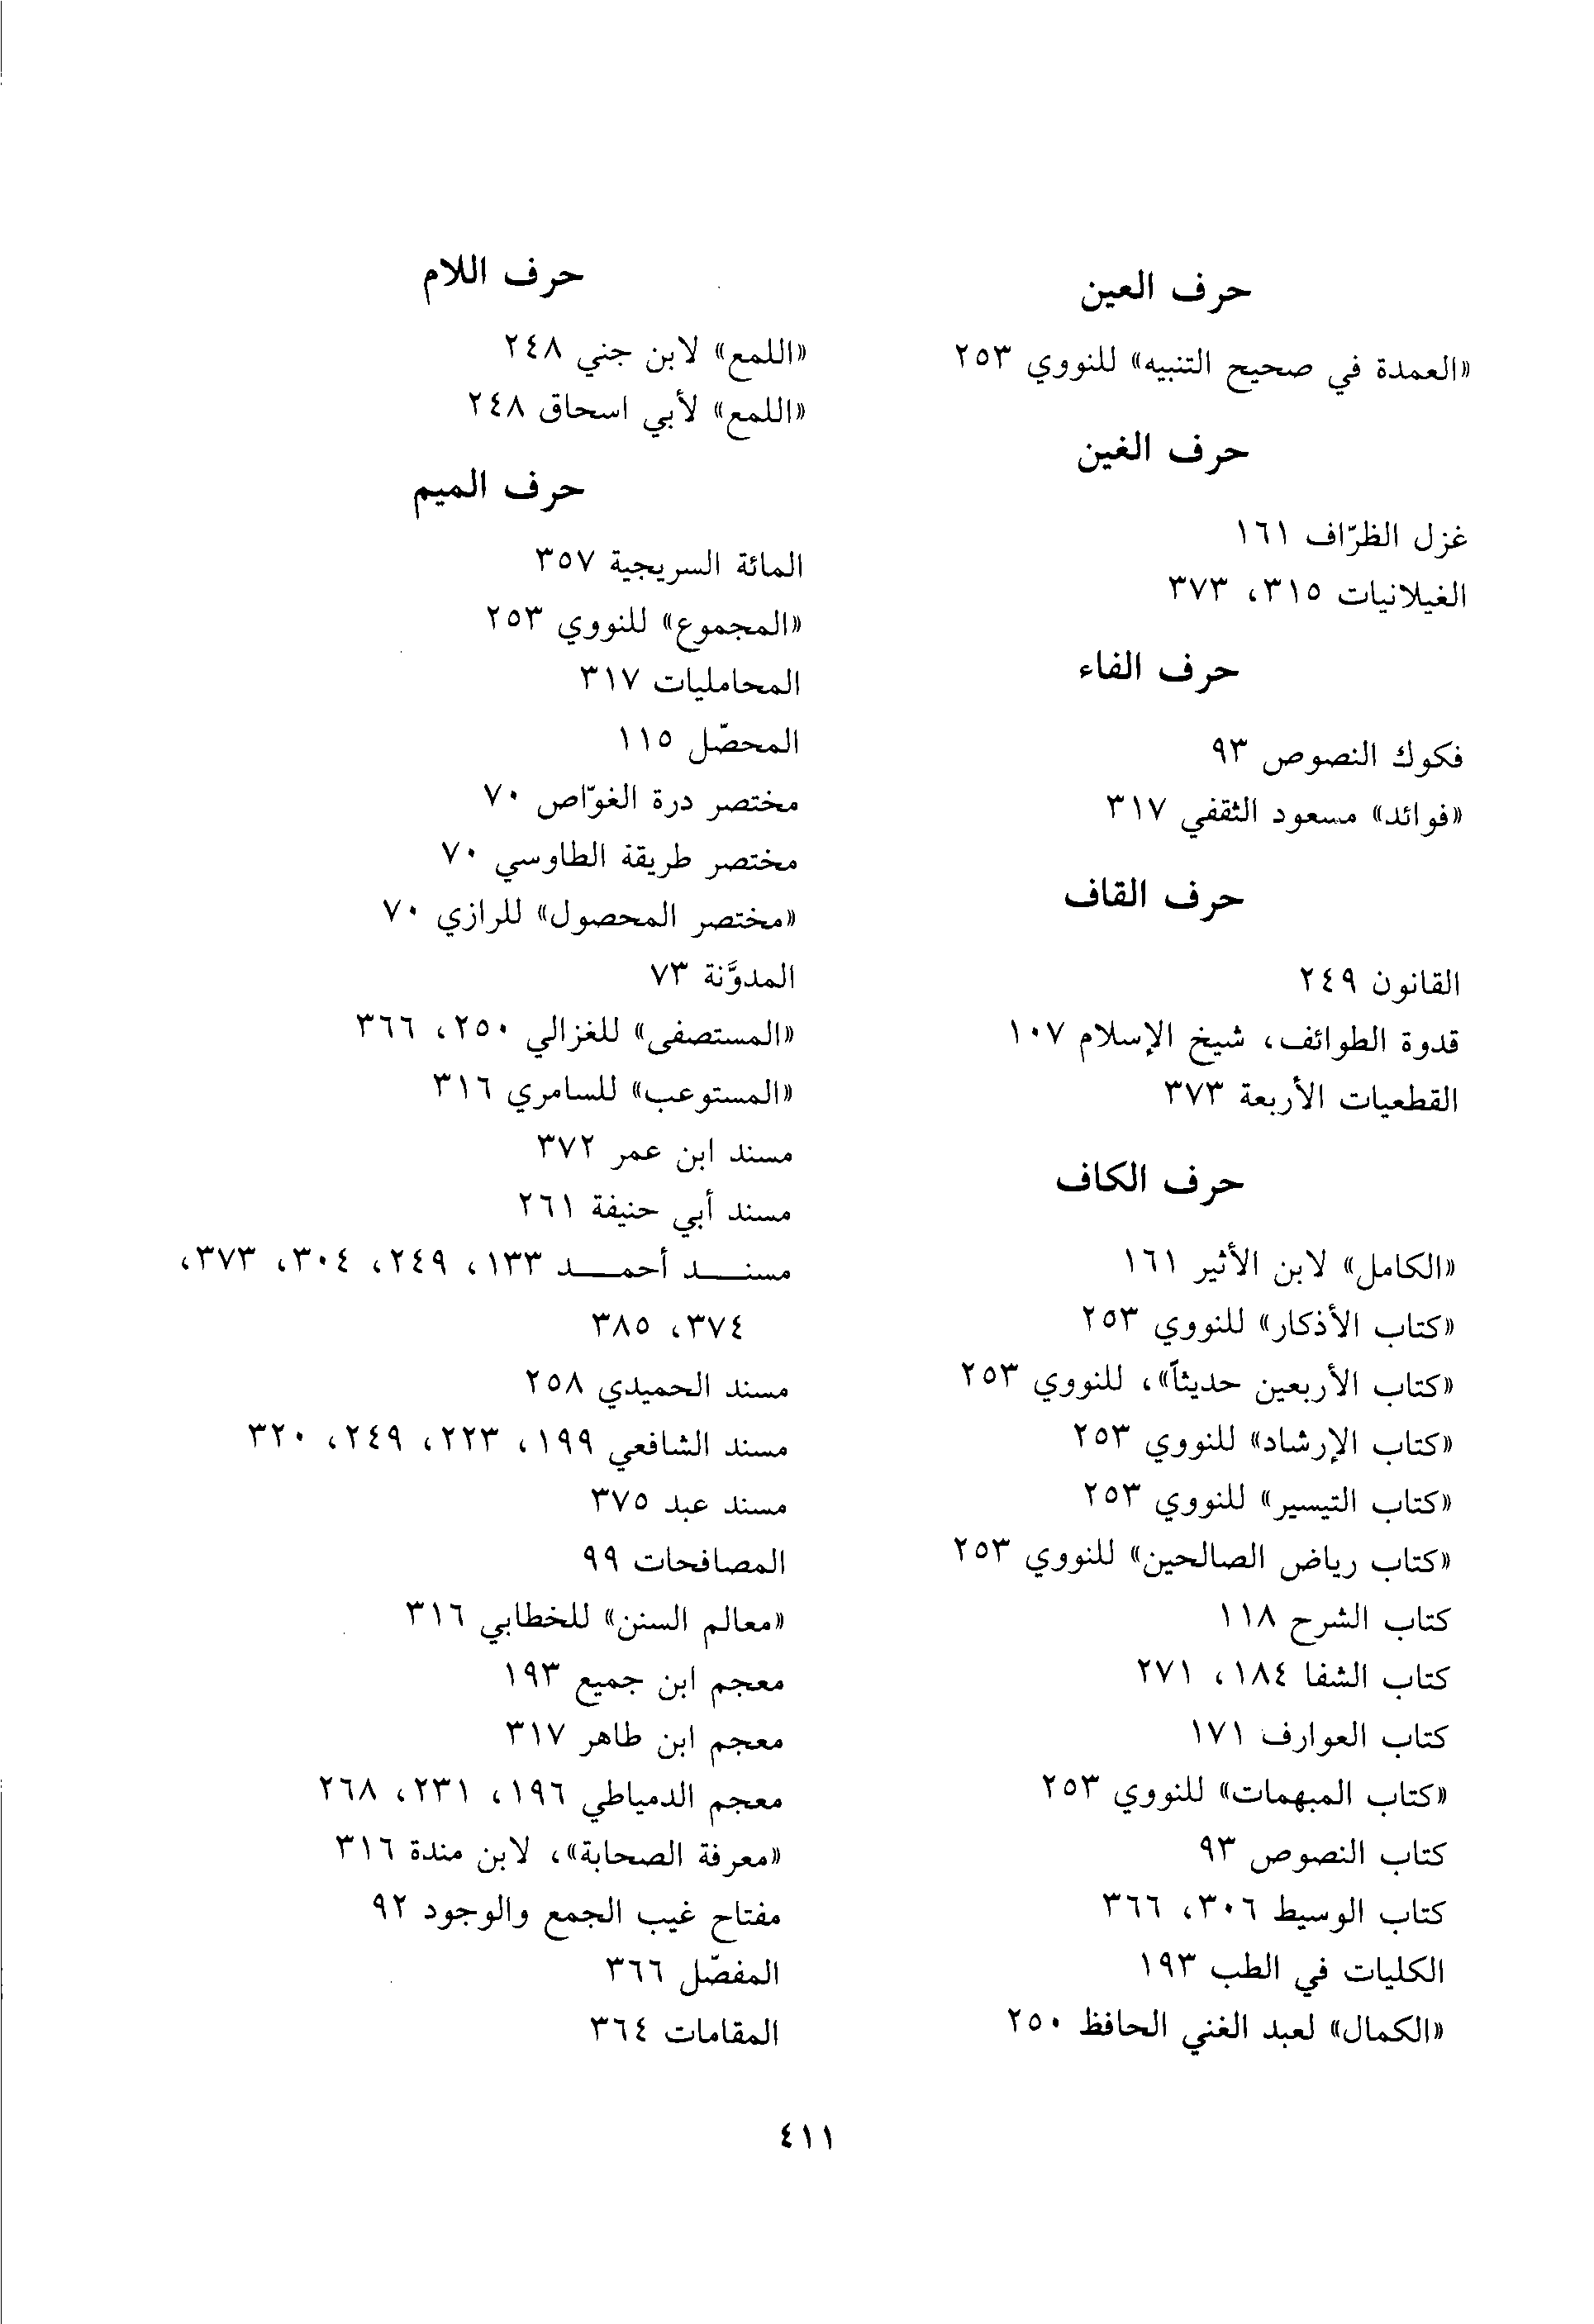 حرف العين
«العمدة في صحيح التنبيه» للنووي ٢٥٣
حرف الغين
غزل الظرّاف ١٦١
الغيلانيات ٣١٥، ٣٧٣
حرف الفاء
فكوك النصوص ٩٣
«فوائد» مسعود الثقفي ٣١٧
حرف القاف
القانون ٢٤٩
قدوة الطوائف، شيخ الإسلام ١٠٧
القطعيات الأربعة ٣٧٣
حرف الكاف
«الكامل» لابن الأثير ١٦١
«كتاب الأذكار» للنووي ٢٥٣
«كتاب الأربعين حديثاً»، للنووي ٢٥٣
«كتاب الإرشاد» للنووي ٢٥٣
«كتاب التيسير» للنووي ٢٥٣
«كتاب رياض الصالحين» للنووي ٢٥٣
كتاب الشرح ١١٨
كتاب الشفا ١٨٤، ٢٧١
كتاب العوارف ١٧١
«كتاب المبهمات» للنووي ٢٥٣
كتاب النصوص ٩٣
كتاب الوسيط ٣٠٦، ٣٦٦
الكليات في الطب ١٩٣
«الكمال» لعبد الغني الحافظ ٢٥٠
حرف اللام
«اللمع» لابن جني ٢٤٨
«اللمع» لأبي اسحاق ٢٤٨
حرف الميم
المائة السريجية ٣٥٧
«المجموع» للنووي ٢٥٣
المحامليات ٣١٧
المحصّل ١١٥
مختصر درة الغوّاص ٧٠
مختصر طريقة الطاوسي ٧٠
«مختصر المحصول» للرازي ٧٠
المدوَّنة ٧٣
«المستصفى» للغزالي ٢٥٠، ٣٦٦
«المستوعب» للسامري ٣١٦
مسند ابن عمر ٣٧٢
مسند أبي حنيفة ٢٦١
مسنـــد أحمـــد ١٣٣، ٢٤٩، ٣٠٤، ٣٧٣،
٣٧٤، ٣٨٥
مسند الحميدي ٢٥٨
مسند الشافعي ١٩٩، ٢٢٣، ٢٤٩، ٣٢٠
مسند عبد ٣٧٥
المصافحات ٩٩
«معالم السنن» للخطابي ٣١٦
معجم ابن جميع ١٩٣
معجم ابن طاهر ٣١٧
معجم الدمياطي ١٩٦، ٢٣١، ٢٦٨
«معرفة الصحابة»، لابن مندة ٣١٦
مفتاح غيب الجمع والوجود ٩٢
المفصّل ٣٦٦
المقامات ٣٦٤
٤١١